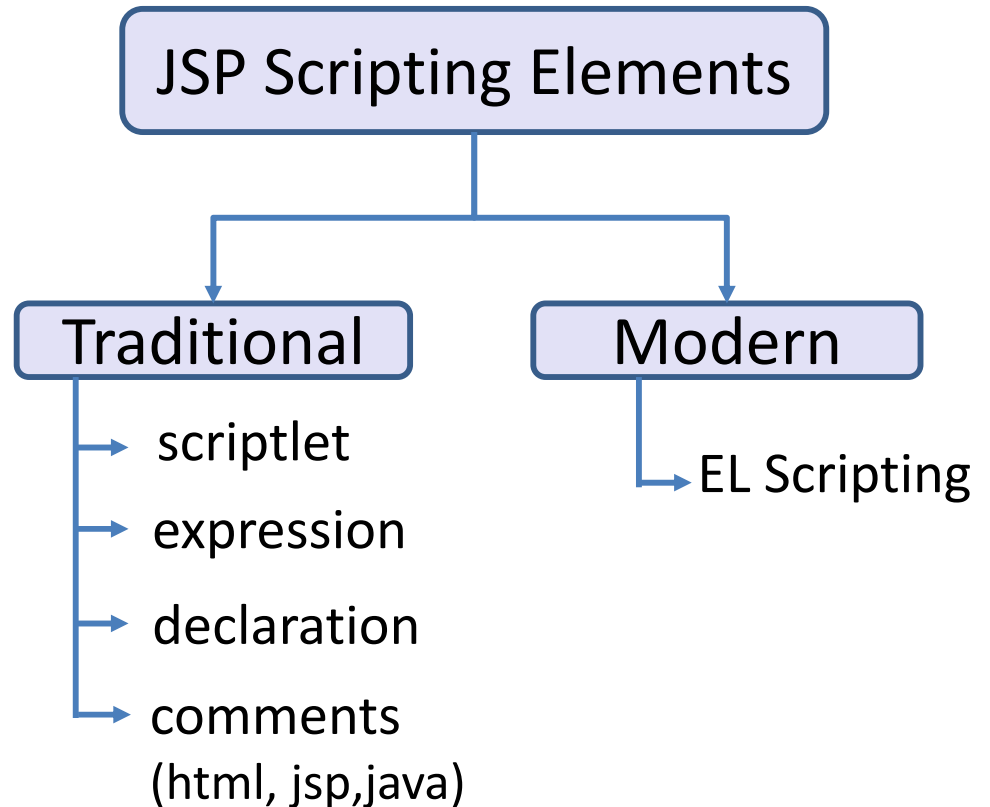 JSP Scripting Elements
Traditional
Modern
scriptlet
expression
declaration
comments
(html, jsp,java)
EL Scripting